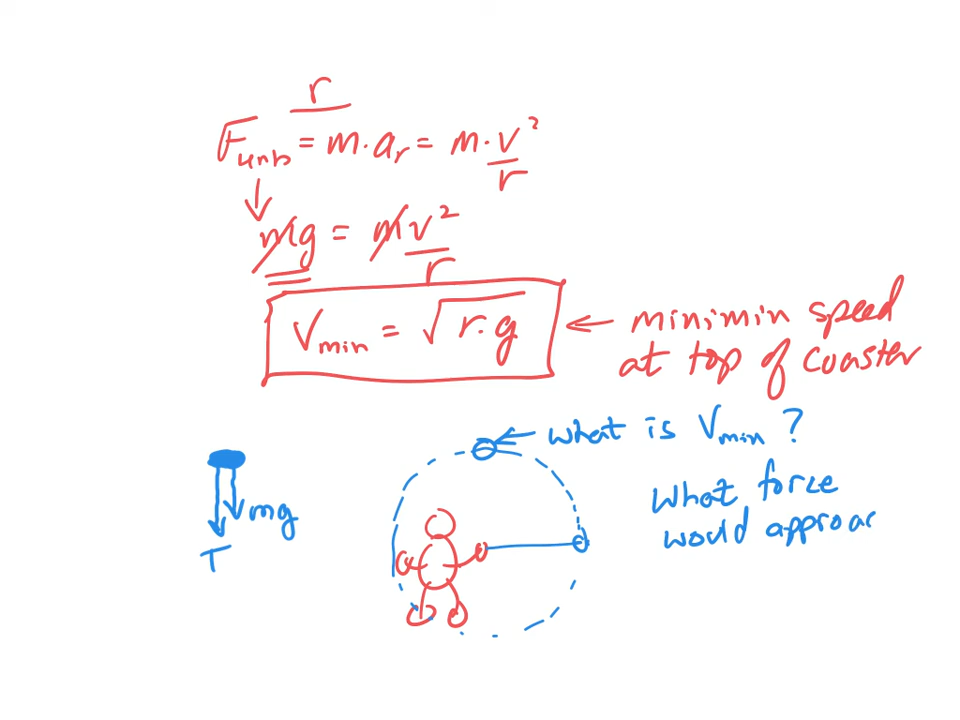 r
F_unb = m·a_r = m·v²/r
mg = mv²/r
V_min = √r·g
← minimin speed
at top of coaster
← what is V_min ?
What force
would approac
mg
T